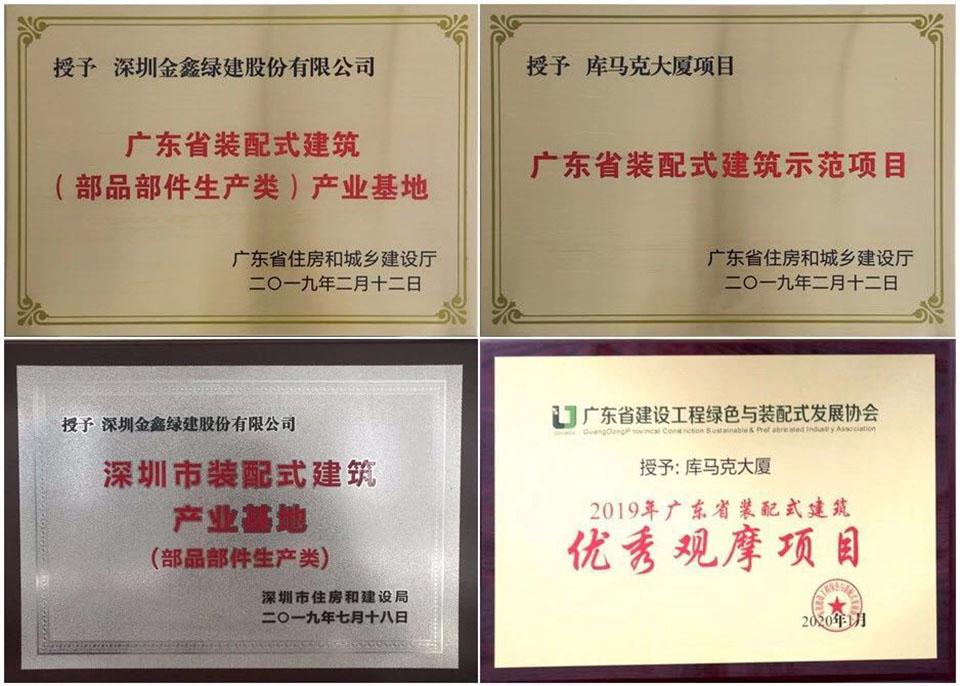 授予 深圳金鑫绿建股份有限公司
广东省装配式建筑
(部品部件生产类)产业基地
广东省住房和城乡建设厅
二〇一九年二月十二日
授予 库马克大厦项目
广东省装配式建筑示范项目
广东省住房和城乡建设厅
二〇一九年二月十二日
授予 深圳金鑫绿建股份有限公司
深圳市装配式建筑
产业基地
(部品部件生产类)
深圳市住房和建设局
二〇一九年七月十八日
广东省建设工程绿色与装配式发展协会
GuangDong Provincial Constriction Sustainable & Prefabricated Industry Association
授予:库马克大厦
2019年广东省装配式建筑
优秀观摩项目
2020年1月